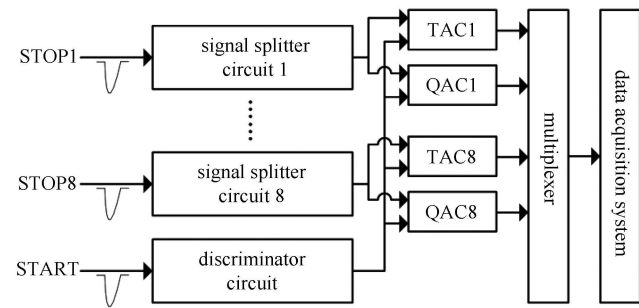 STOP1
signal splitter
circuit 1
TAC1
QAC1
STOP8
signal splitter
circuit 8
TAC8
QAC8
START
discriminator
circuit
multiplexer
data acquisition system